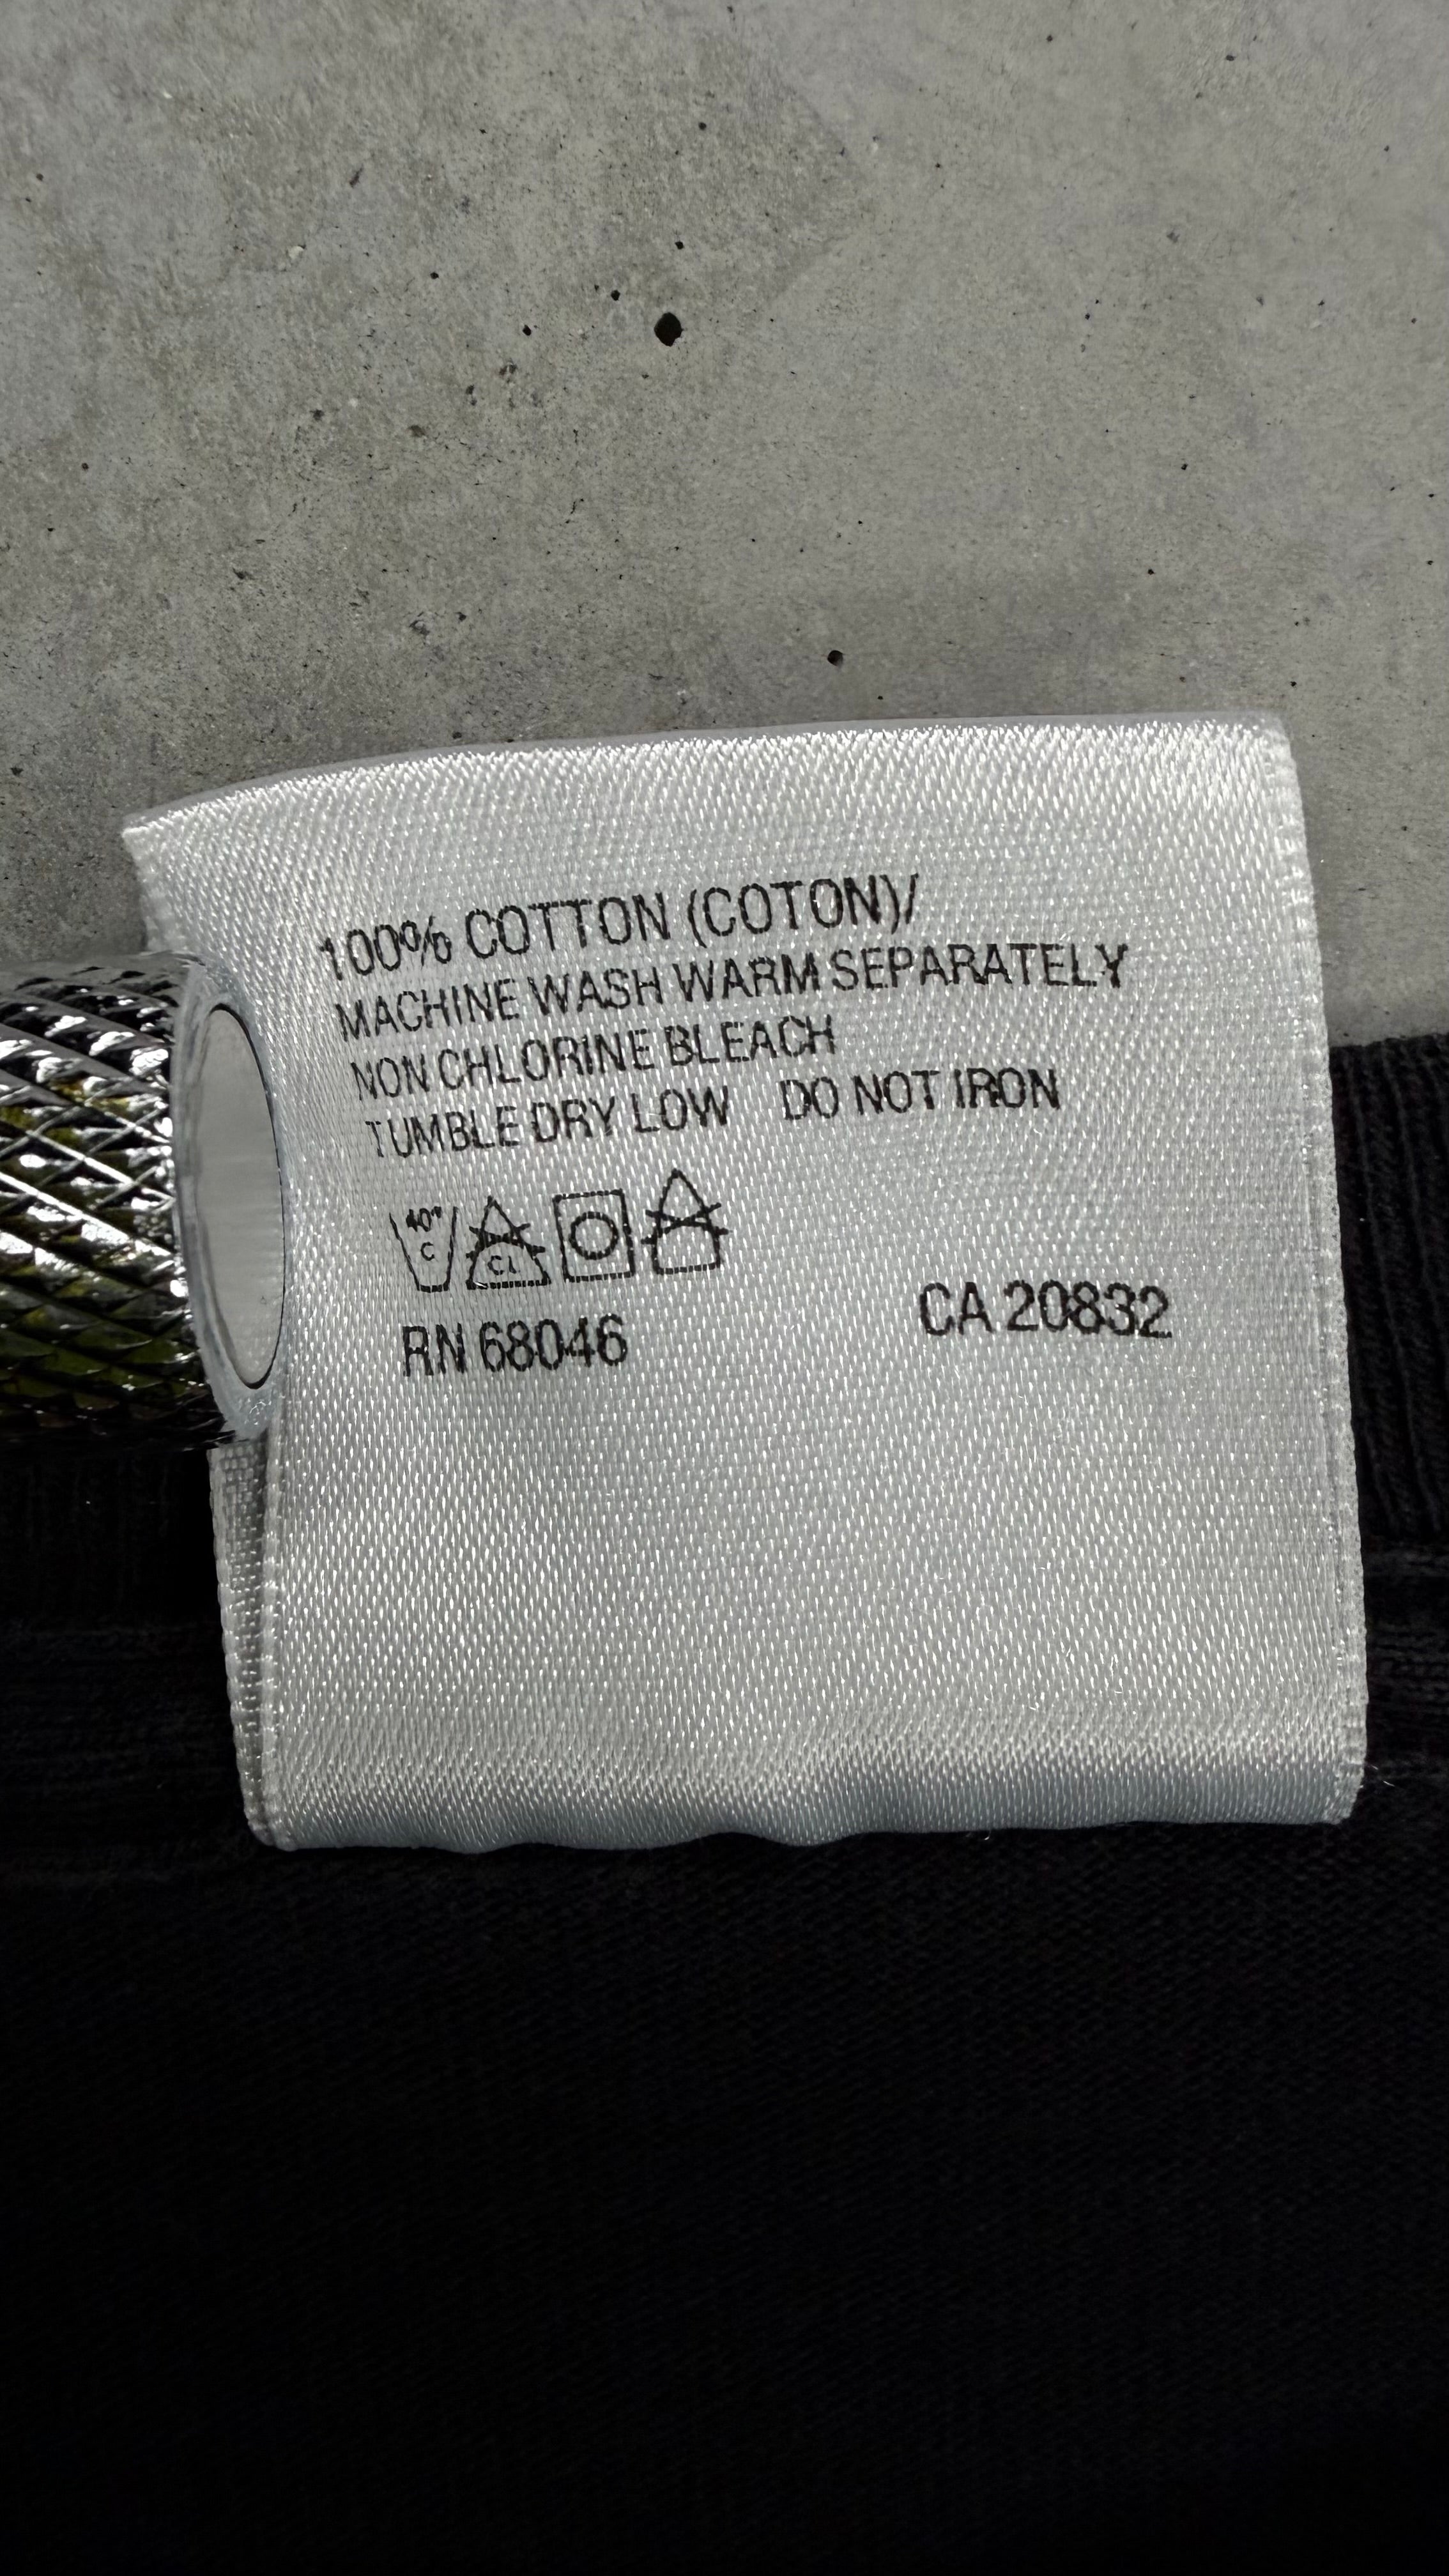 100% COTTON (COTON)/
MACHINE WASH WARM SEPARATELY
NON CHLORINE BLEACH
TUMBLE DRY LOW DO NOT IRON
40° C CL
RN 68046 CA 20832